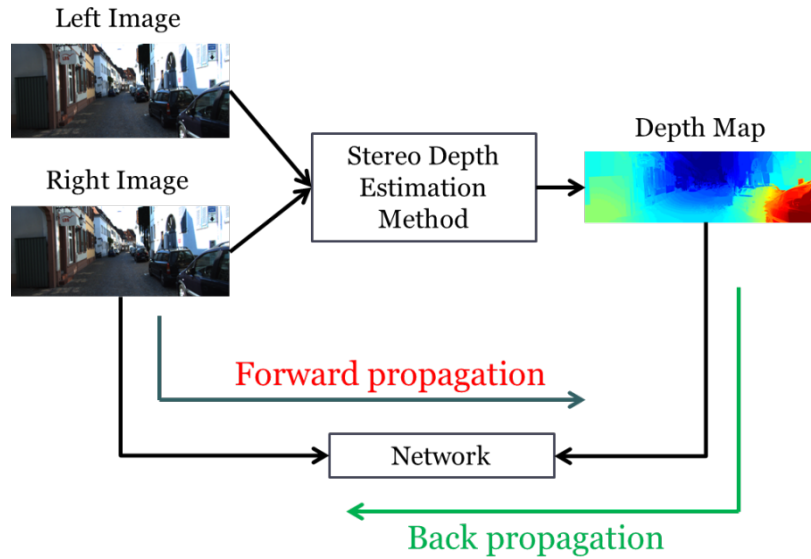 Left Image
Right Image
Stereo Depth
Estimation
Method
Depth Map
Forward propagation
Network
Back propagation